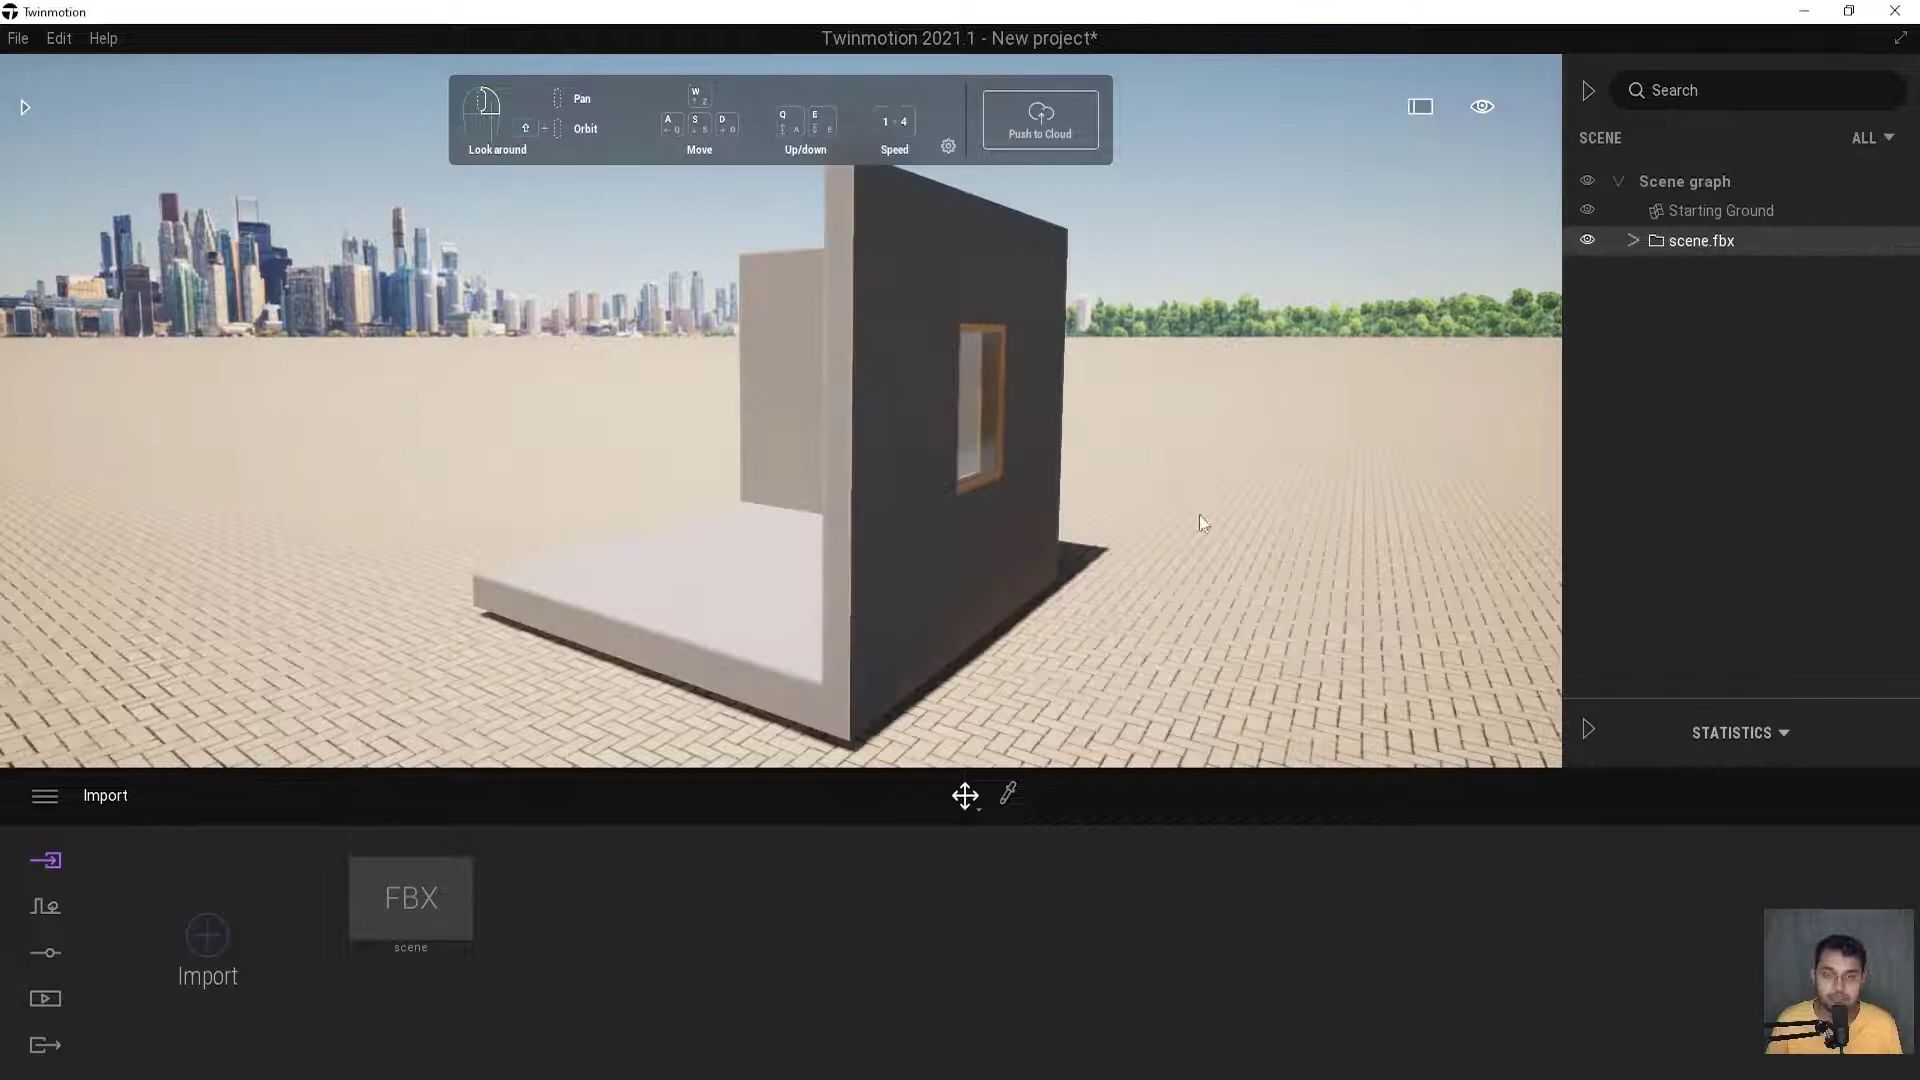 Twinmotion
File Edit Help
Twinmotion 2021.1 - New project*
Look around
Pan
Orbit
W
A S D
Move
Q E
Up/down
1 4
Speed
Push to Cloud
Search
SCENE
ALL
Scene graph
Starting Ground
scene.fbx
STATISTICS
Import
Import
FBX
scene